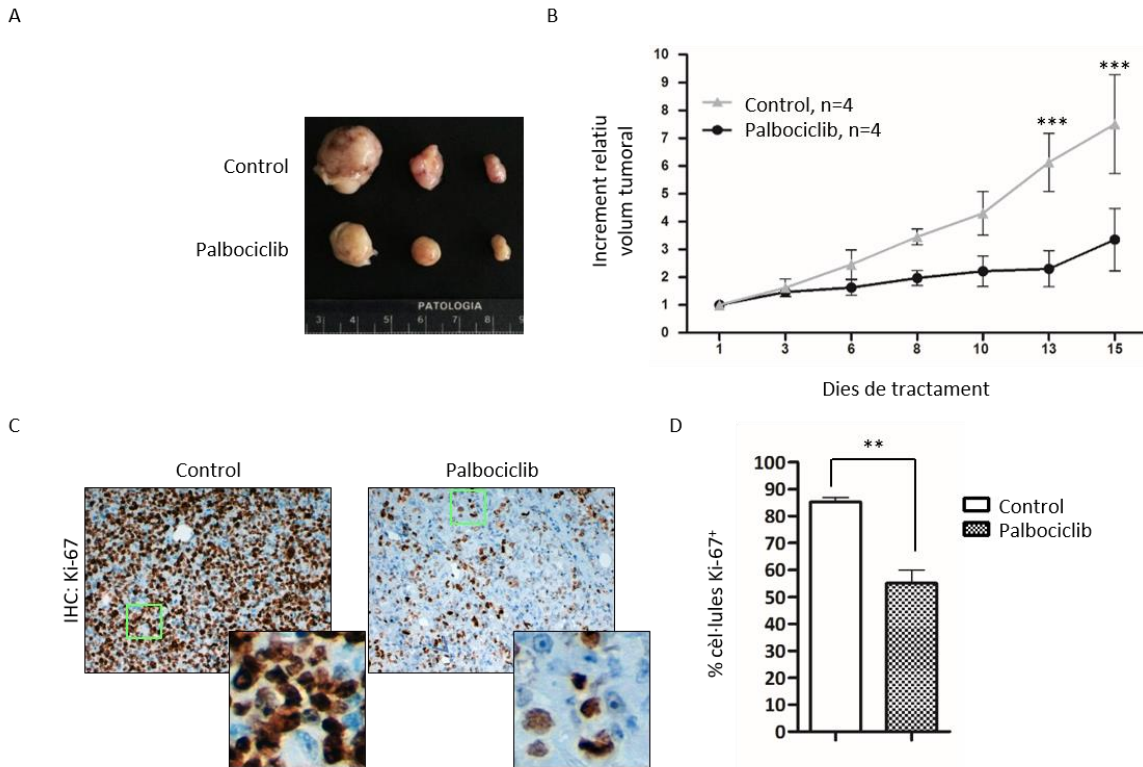 A
Control
Palbociclib
PATOLOGIA
3 4 5 6 7 8 9
B
10
9
8
7
6
5
4
3
2
1
0
Increment relatiu
volum tumoral
Control, n=4
Palbociclib, n=4
***
***
1 3 6 8 10 13 15
Dies de tractament
C
Control
Palbociclib
IHC: Ki-67
D
**
100
90
80
70
60
50
40
30
20
10
0
% cèl·lules Ki-67⁺
Control
Palbociclib